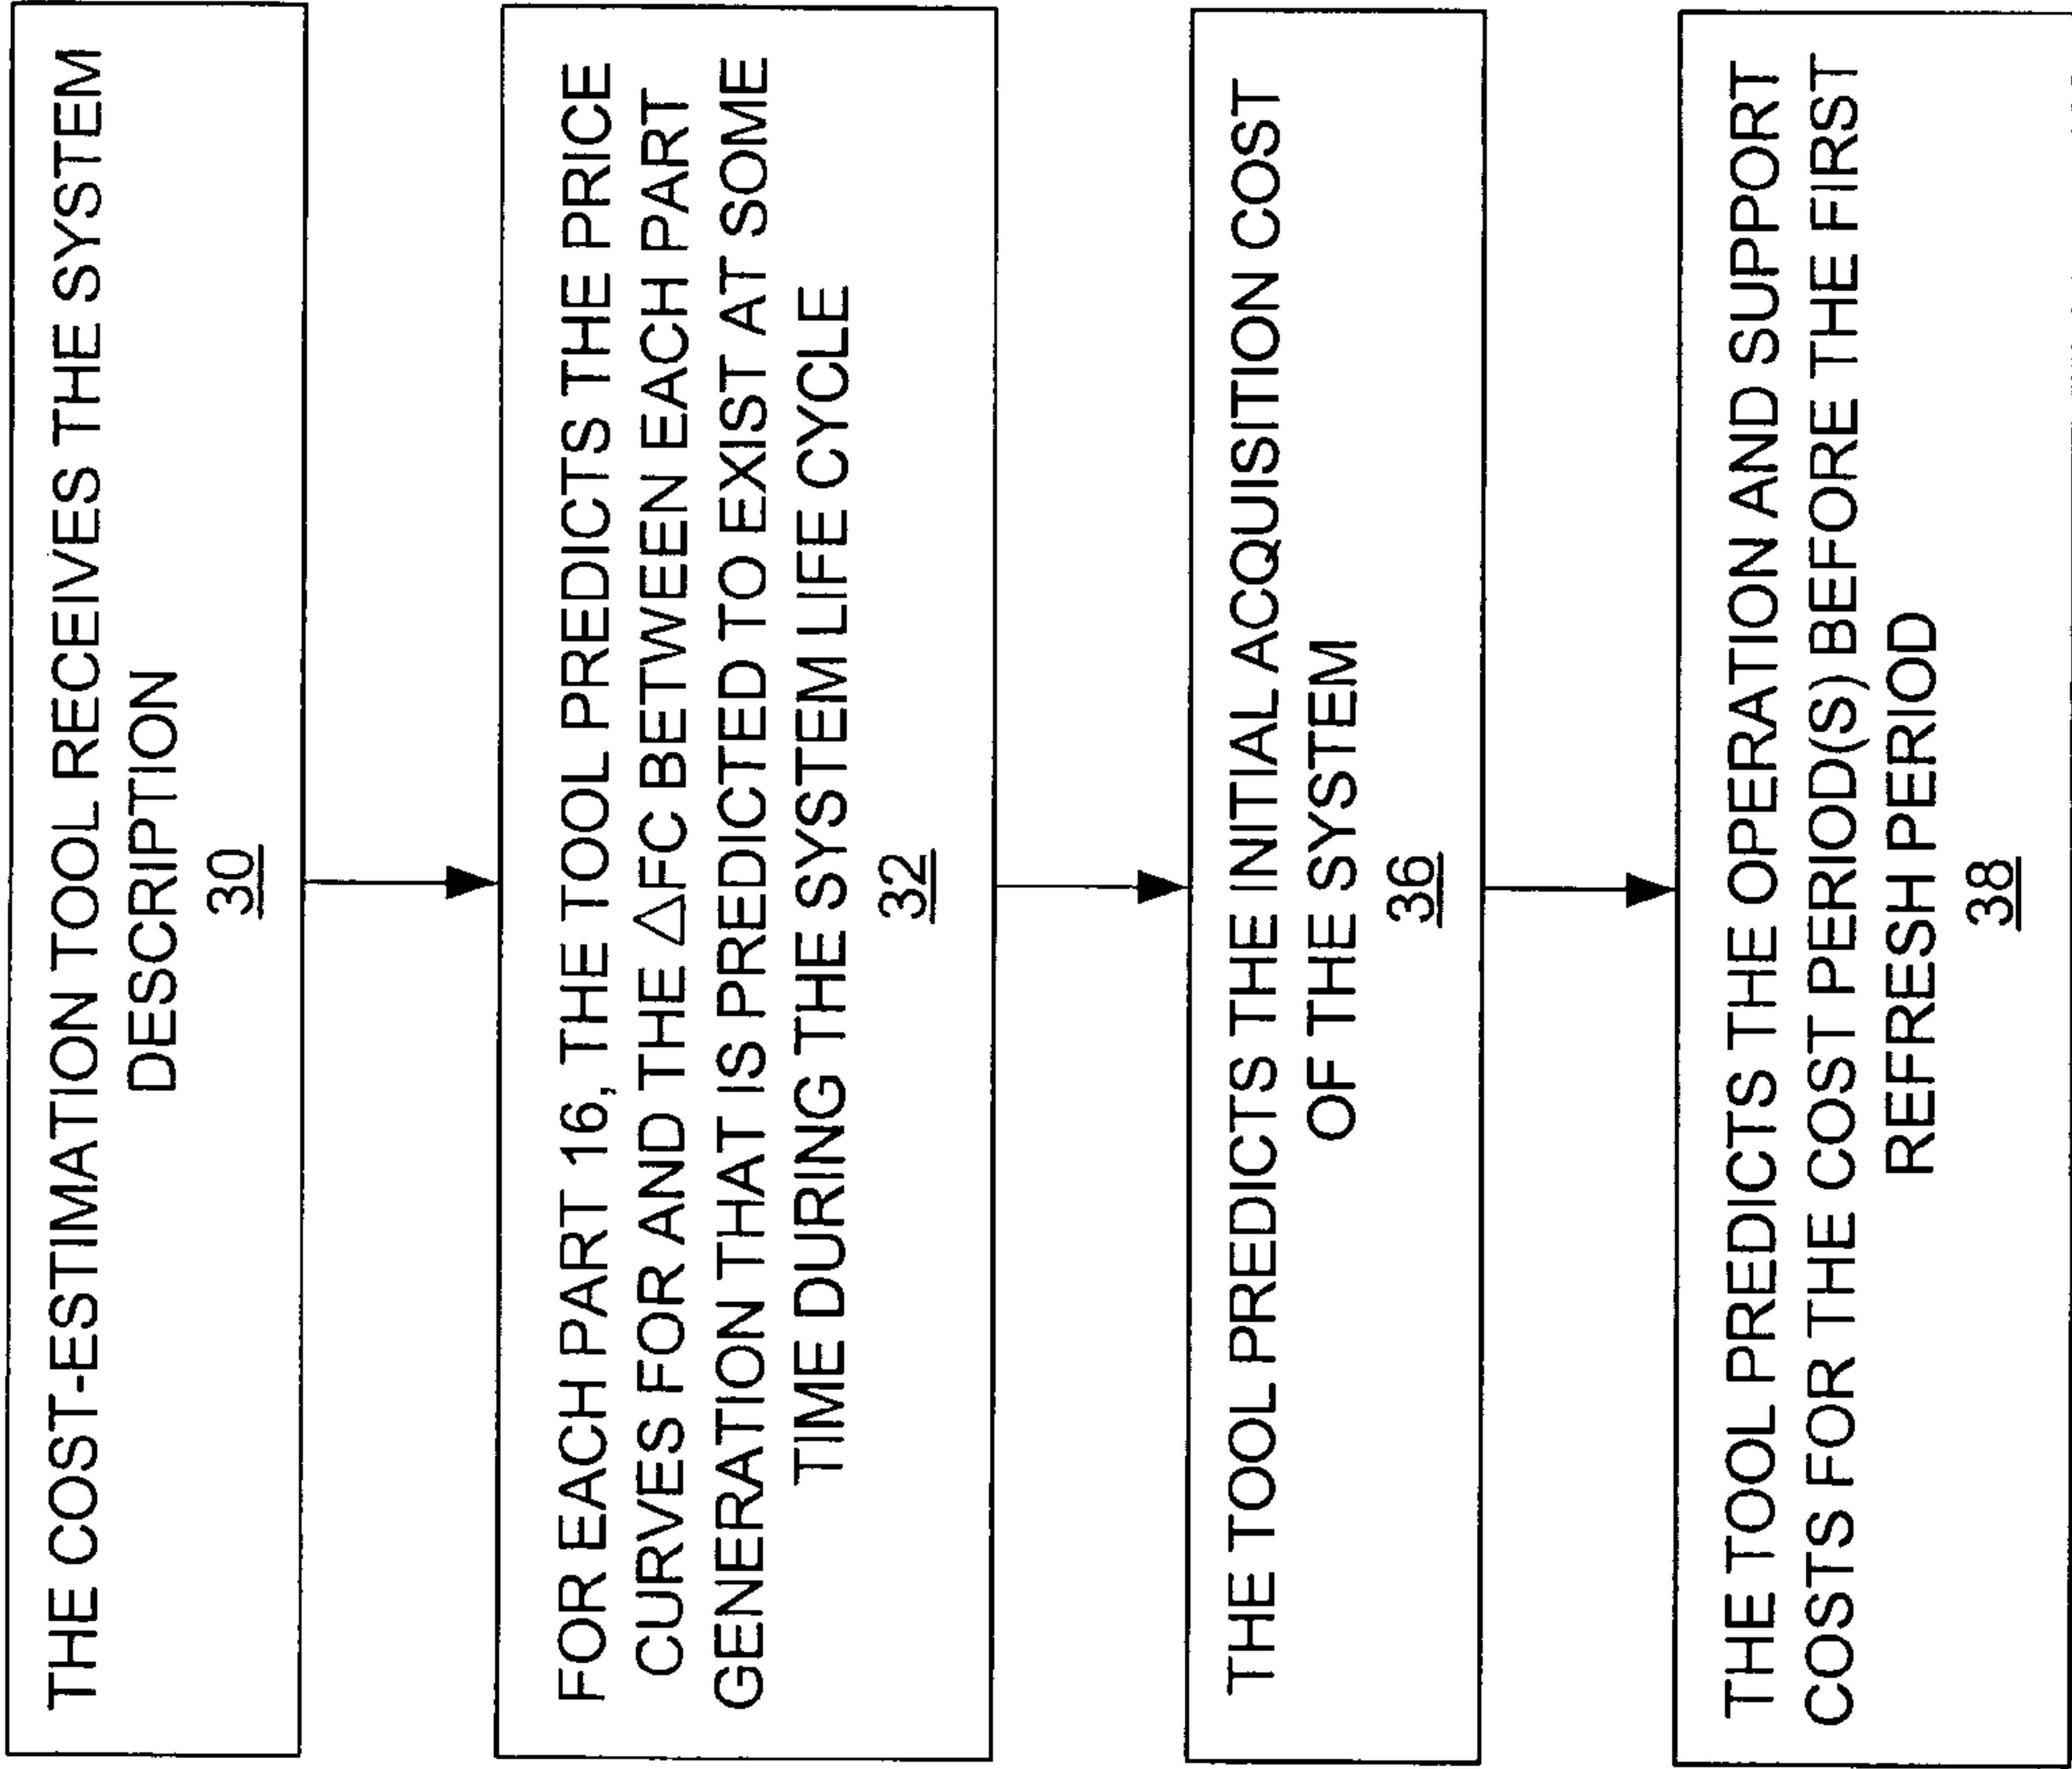 THE COST-ESTIMATION TOOL RECEIVES THE SYSTEM
DESCRIPTION
30
FOR EACH PART 16, THE TOOL PREDICTS THE PRICE
CURVES FOR AND THE △FC BETWEEN EACH PART
GENERATION THAT IS PREDICTED TO EXIST AT SOME
TIME DURING THE SYSTEM LIFE CYCLE
32
THE TOOL PREDICTS THE INITIAL ACQUISITION COST
OF THE SYSTEM
36
THE TOOL PREDICTS THE OPERATION AND SUPPORT
COSTS FOR THE COST PERIOD(S) BEFORE THE FIRST
REFRESH PERIOD
38